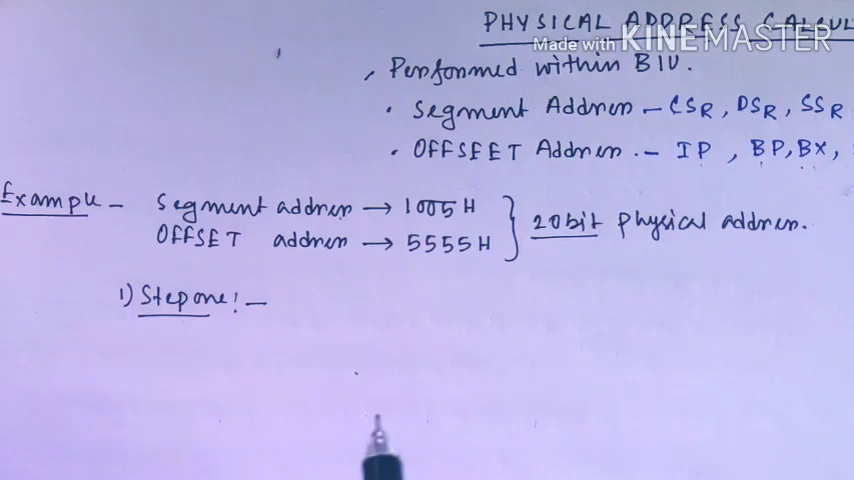 PHYSICAL ADDRESS CALCUL
Made with KINEMASTER
Performed within BIU.
• Segment Address - CSR, DSR, SSR
• OFFSEET Address. - IP, BP, BX,
Example - Segment address → 1005H
OFFSET address → 5555H
20bit Physical address.
1) Step one: -